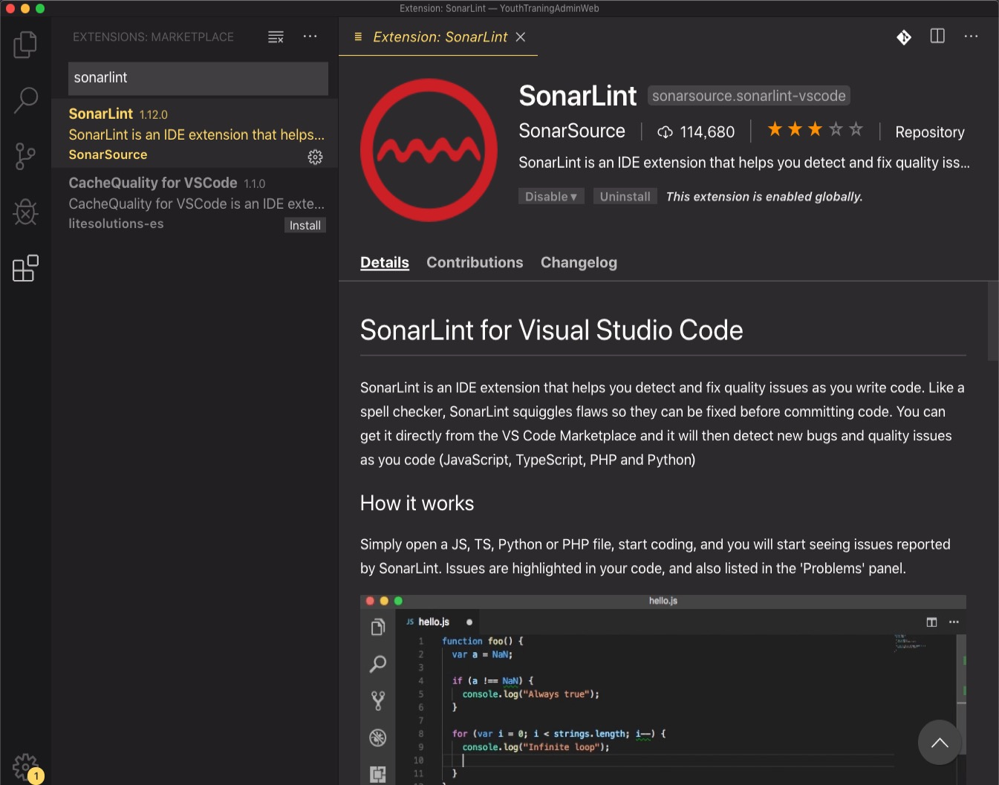 Extension: SonarLint — YouthTraningAdminWeb
EXTENSIONS: MARKETPLACE
sonarlint
SonarLint 1.12.0
SonarLint is an IDE extension that helps...
SonarSource
CacheQuality for VSCode 1.1.0
CacheQuality for VSCode is an IDE exte...
litesolutions-es
Install
1
Extension: SonarLint
SonarLint sonarsource.sonarlint-vscode
SonarSource 114,680 Repository
SonarLint is an IDE extension that helps you detect and fix quality iss...
Disable Uninstall This extension is enabled globally.
Details Contributions Changelog
SonarLint for Visual Studio Code
SonarLint is an IDE extension that helps you detect and fix quality issues as you write code. Like a
spell checker, SonarLint squiggles flaws so they can be fixed before committing code. You can
get it directly from the VS Code Marketplace and it will then detect new bugs and quality issues
as you code (JavaScript, TypeScript, PHP and Python)
How it works
Simply open a JS, TS, Python or PHP file, start coding, and you will start seeing issues reported
by SonarLint. Issues are highlighted in your code, and also listed in the 'Problems' panel.
hello.js
JS hello.js
1 function foo() {
2 var a = NaN;
3
4 if (a !== NaN) {
5 console.log("Always true");
6 }
7
8 for (var i = 0; i < strings.length; i--) {
9 console.log("Infinite loop");
10
11 }